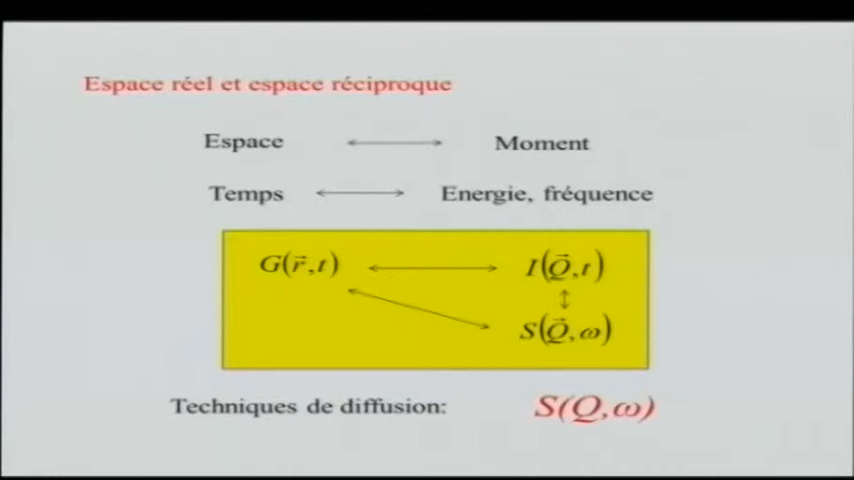 Espace réel et espace réciproque
Espace ↔ Moment
Temps ↔ Energie, fréquence
G(r⃗,t) ↔ I(Q⃗,t)
↕
S(Q⃗,ω)
Techniques de diffusion: S(Q,ω)